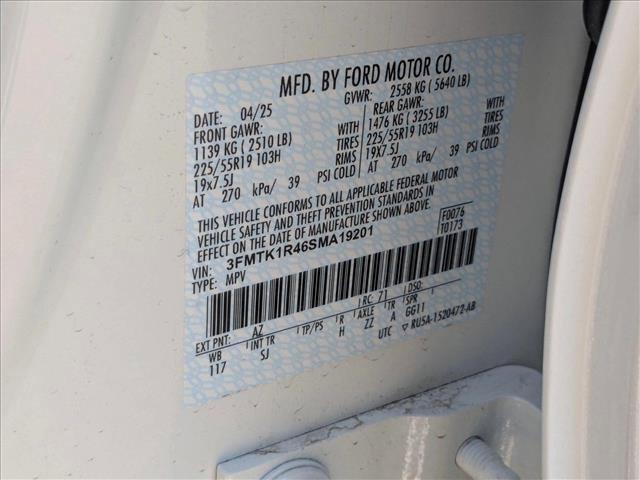 MFD. BY FORD MOTOR CO.
DATE: 04/25 GVWR: 2558 KG ( 5640 LB)
FRONT GAWR: REAR GAWR:
1139 KG ( 2510 LB) WITH 1476 KG ( 3255 LB) WITH
225/55R19 103H TIRES 225/55R19 103H TIRES
19x7.5J RIMS 19x7.5J RIMS
AT 270 kPa/ 39 PSI COLD AT 270 kPa/ 39 PSI COLD
THIS VEHICLE CONFORMS TO ALL APPLICABLE FEDERAL MOTOR
VEHICLE SAFETY AND THEFT PREVENTION STANDARDS IN
EFFECT ON THE DATE OF MANUFACTURE SHOWN ABOVE.
VIN: 3FMTK1R46SMA19201 F0076
TYPE: MPV T0173
EXT PNT: AZ RC: 71 DSO:
WB INT TR TP/PS R AXLE TR SPR
117 SJ H ZZ A GG11
UTC RU5A-1520472-AB